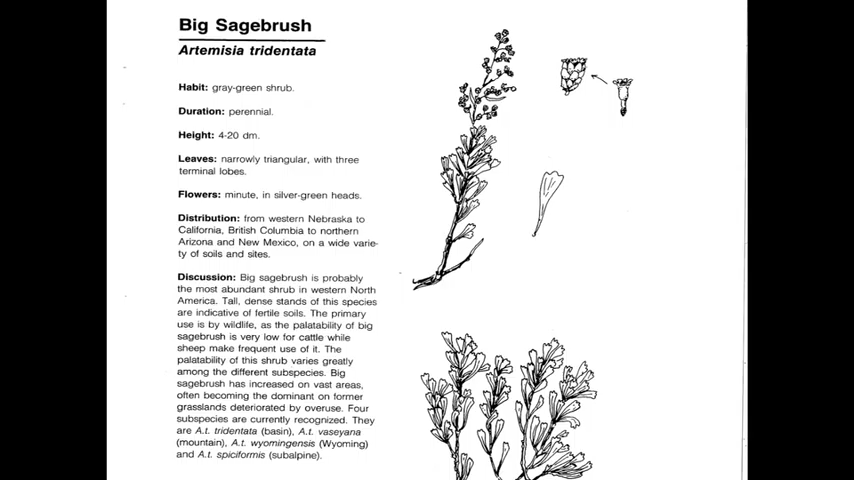 Big Sagebrush
Artemisia tridentata
Habit: gray-green shrub.
Duration: perennial.
Height: 4-20 dm.
Leaves: narrowly triangular, with three
terminal lobes.
Flowers: minute, in silver-green heads.
Distribution: from western Nebraska to
California, British Columbia to northern
Arizona and New Mexico, on a wide varie-
ty of soils and sites.
Discussion: Big sagebrush is probably
the most abundant shrub in western North
America. Tall, dense stands of this species
are indicative of fertile soils. The primary
use is by wildlife, as the palatability of big
sagebrush is very low for cattle while
sheep make frequent use of it. The
palatability of this shrub varies greatly
among the different subspecies. Big
sagebrush has increased on vast areas,
often becoming the dominant on former
grasslands deteriorated by overuse. Four
subspecies are currently recognized. They
are A.t. tridentata (basin), A.t. vaseyana
(mountain), A.t. wyomingensis (Wyoming)
and A.t. spiciformis (subalpine).